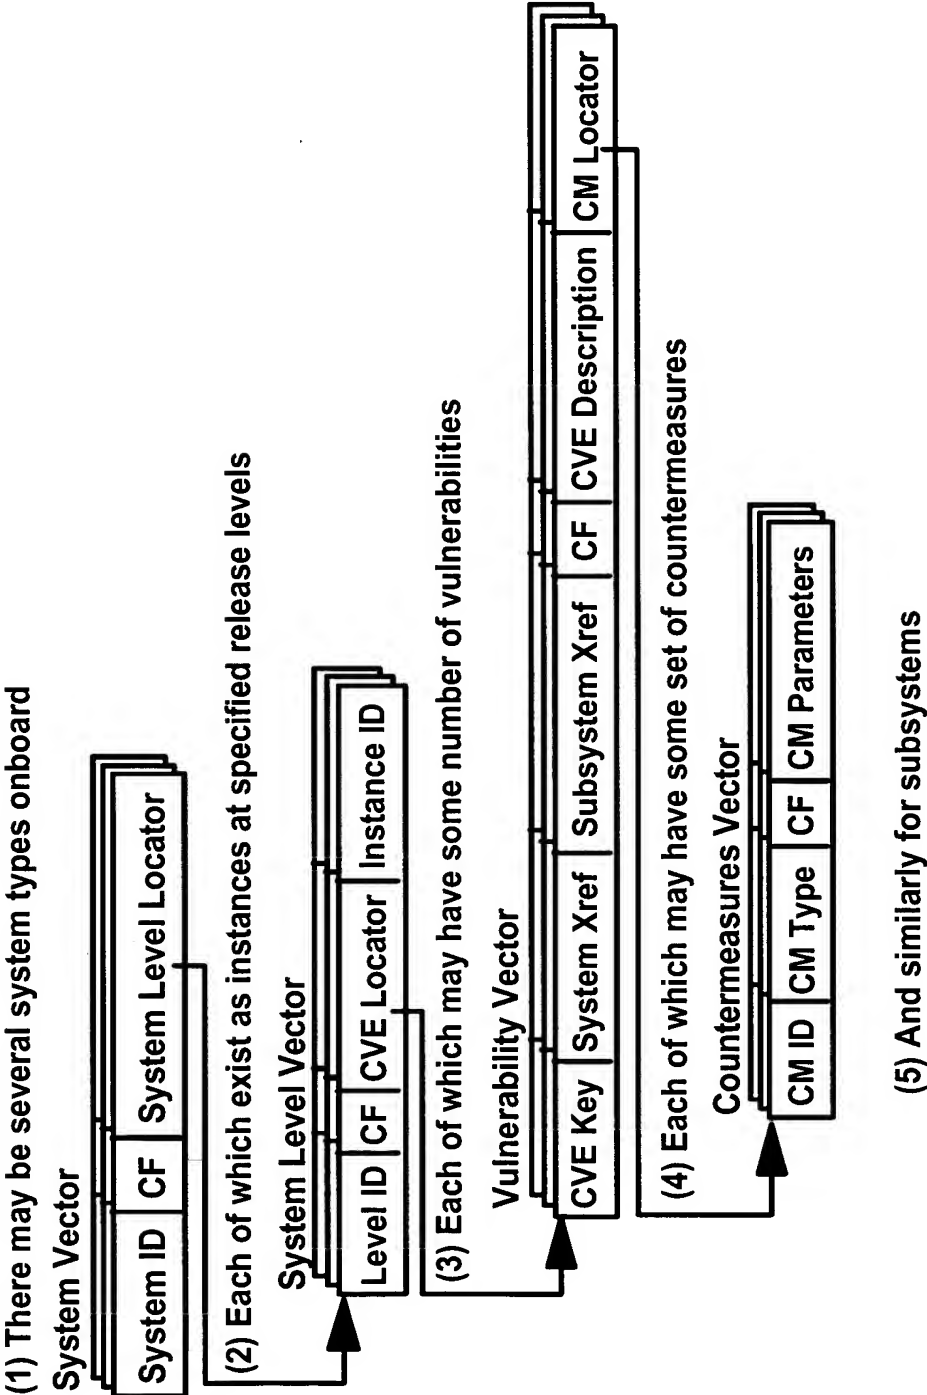 (1) There may be several system types onboard
System Vector
System ID CF System Level Locator
(2) Each of which exist as instances at specified release levels
System Level Vector
Level ID CF CVE Locator Instance ID
(3) Each of which may have some number of vulnerabilities
Vulnerability Vector
CVE Key System Xref Subsystem Xref CF CVE Description CM Locator
(4) Each of which may have some set of countermeasures
Countermeasures Vector
CM ID CM Type CF CM Parameters
(5) And similarly for subsystems